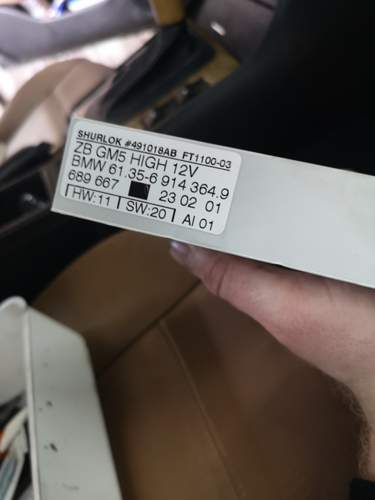 SHURLOK #491018AB FT1100-03
ZB GM5 HIGH 12V
BMW 61.35-6 914 364.9
689 667 23 02 01
HW:11 SW:20 AI 01